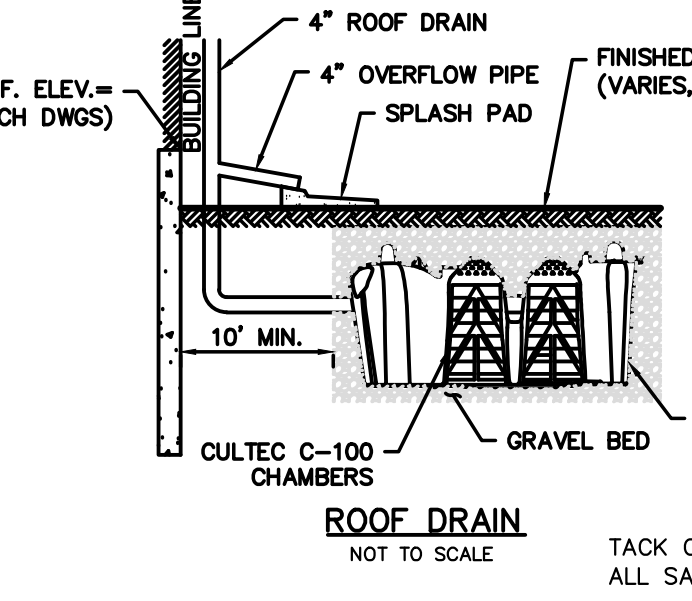 4" ROOF DRAIN
BUILDING LINE
4" OVERFLOW PIPE
FINISHED
(VARIES,
F. ELEV.=
CH DWGS)
SPLASH PAD
10' MIN.
CULTEC C-100
CHAMBERS
GRAVEL BED
ROOF DRAIN
NOT TO SCALE
TACK
ALL SA